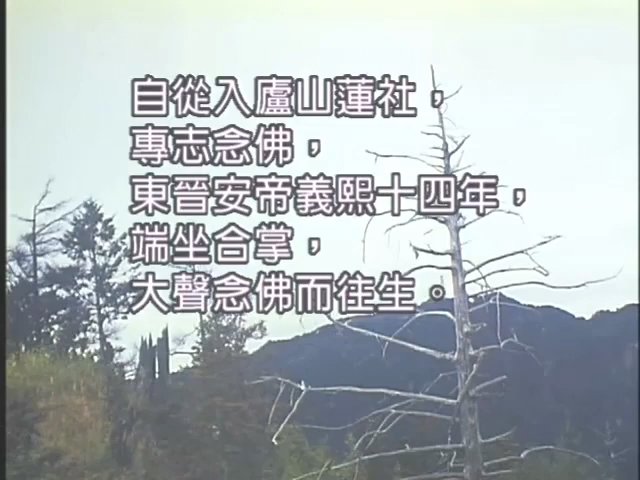 自從入廬山蓮社，
專志念佛，
東晉安帝義熙十四年，
端坐合掌，
大聲念佛而往生。